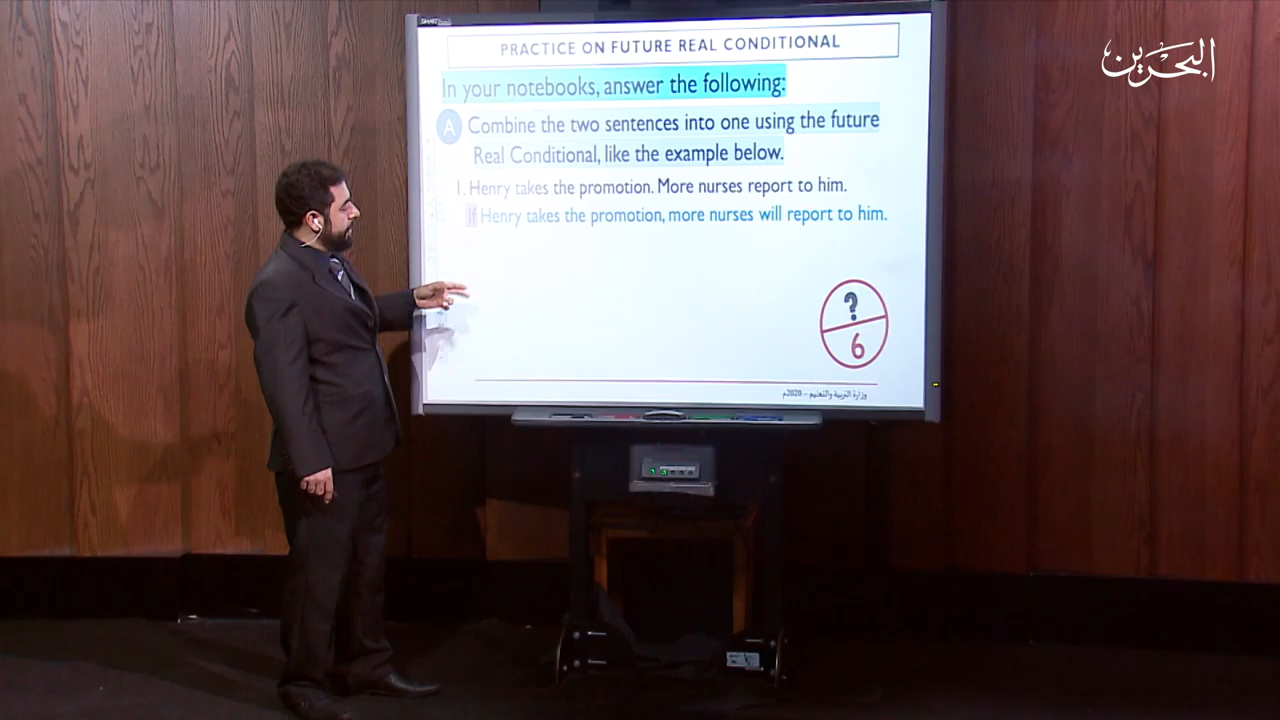 SMART
البحرين
PRACTICE ON FUTURE REAL CONDITIONAL
In your notebooks, answer the following:
A Combine the two sentences into one using the future
Real Conditional, like the example below.
1. Henry takes the promotion. More nurses report to him.
If Henry takes the promotion, more nurses will report to him.
?
6
وزارة التربية والتعليم – 2020م